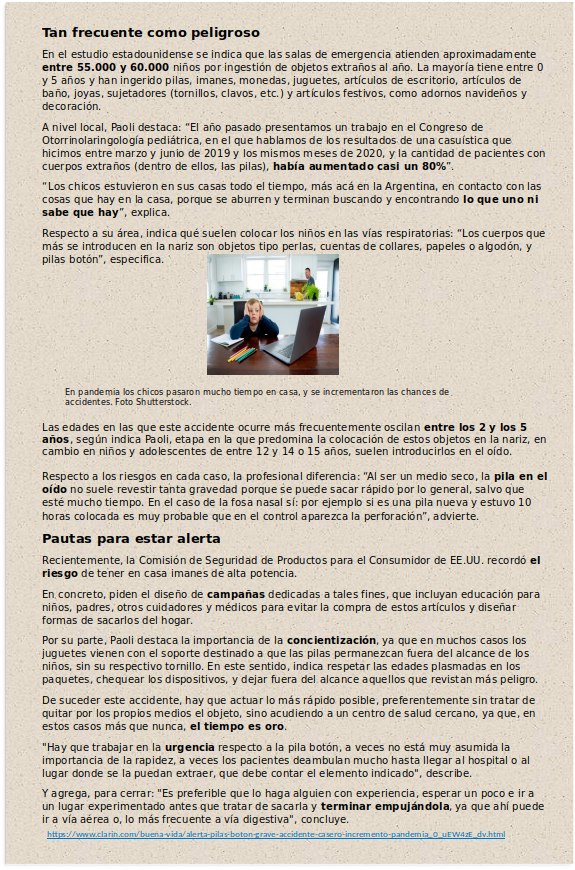 Tan frecuente como peligroso
En el estudio estadounidense se indica que las salas de emergencia atienden aproximadamente
entre 55.000 y 60.000 niños por ingestión de objetos extraños al año. La mayoría tiene entre 0
y 5 años y han ingerido pilas, imanes, monedas, juguetes, artículos de escritorio, artículos de
baño, joyas, sujetadores (tornillos, clavos, etc.) y artículos festivos, como adornos navideños y
decoración.
A nivel local, Paoli destaca: “El año pasado presentamos un trabajo en el Congreso de
Otorrinolaringología pediátrica, en el que hablamos de los resultados de una casuística que
hicimos entre marzo y junio de 2019 y los mismos meses de 2020, y la cantidad de pacientes con
cuerpos extraños (dentro de ellos, las pilas), había aumentado casi un 80%”.
“Los chicos estuvieron en sus casas todo el tiempo, más acá en la Argentina, en contacto con las
cosas que hay en la casa, porque se aburren y terminan buscando y encontrando lo que uno ni
sabe que hay”, explica.
Respecto a su área, indica qué suelen colocar los niños en las vías respiratorias: “Los cuerpos que
más se introducen en la nariz son objetos tipo perlas, cuentas de collares, papeles o algodón, y
pilas botón”, especifica.
En pandemia los chicos pasaron mucho tiempo en casa, y se incrementaron las chances de
accidentes. Foto Shutterstock.
Las edades en las que este accidente ocurre más frecuentemente oscilan entre los 2 y los 5
años, según indica Paoli, etapa en la que predomina la colocación de estos objetos en la nariz, en
cambio en niños y adolescentes de entre 12 y 14 o 15 años, suelen introducirlos en el oído.
Respecto a los riesgos en cada caso, la profesional diferencia: “Al ser un medio seco, la pila en el
oído no suele revestir tanta gravedad porque se puede sacar rápido por lo general, salvo que
esté mucho tiempo. En el caso de la fosa nasal sí: por ejemplo si es una pila nueva y estuvo 10
horas colocada es muy probable que en el control aparezca la perforación”, advierte.
Pautas para estar alerta
Recientemente, la Comisión de Seguridad de Productos para el Consumidor de EE.UU. recordó el
riesgo de tener en casa imanes de alta potencia.
En concreto, piden el diseño de campañas dedicadas a tales fines, que incluyan educación para
niños, padres, otros cuidadores y médicos para evitar la compra de estos artículos y diseñar
formas de sacarlos del hogar.
Por su parte, Paoli destaca la importancia de la concientización, ya que en muchos casos los
juguetes vienen con el soporte destinado a que las pilas permanezcan fuera del alcance de los
niños, sin su respectivo tornillo. En este sentido, indica respetar las edades plasmadas en los
paquetes, chequear los dispositivos, y dejar fuera del alcance aquellos que revistan más peligro.
De suceder este accidente, hay que actuar lo más rápido posible, preferentemente sin tratar de
quitar por los propios medios el objeto, sino acudiendo a un centro de salud cercano, ya que, en
estos casos más que nunca, el tiempo es oro.
"Hay que trabajar en la urgencia respecto a la pila botón, a veces no está muy asumida la
importancia de la rapidez, a veces los pacientes deambulan mucho hasta llegar al hospital o al
lugar donde se la puedan extraer, que debe contar el elemento indicado", describe.
Y agrega, para cerrar: "Es preferible que lo haga alguien con experiencia, esperar un poco e ir a
un lugar experimentado antes que tratar de sacarla y terminar empujándola, ya que ahí puede
ir a vía aérea o, lo más frecuente a vía digestiva", concluye.
https://www.clarin.com/buena-vida/alerta-pilas-boton-grave-accidente-casero-incremento-pandemia_0_uEW4zE_dv.html